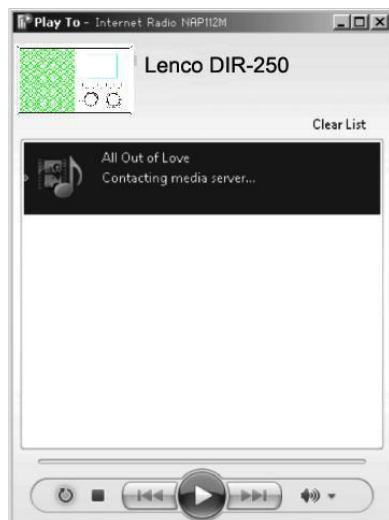 Play To - Internet Radio NAP112M
Lenco DIR-250
Clear List
All Out of Love
Contacting media server...